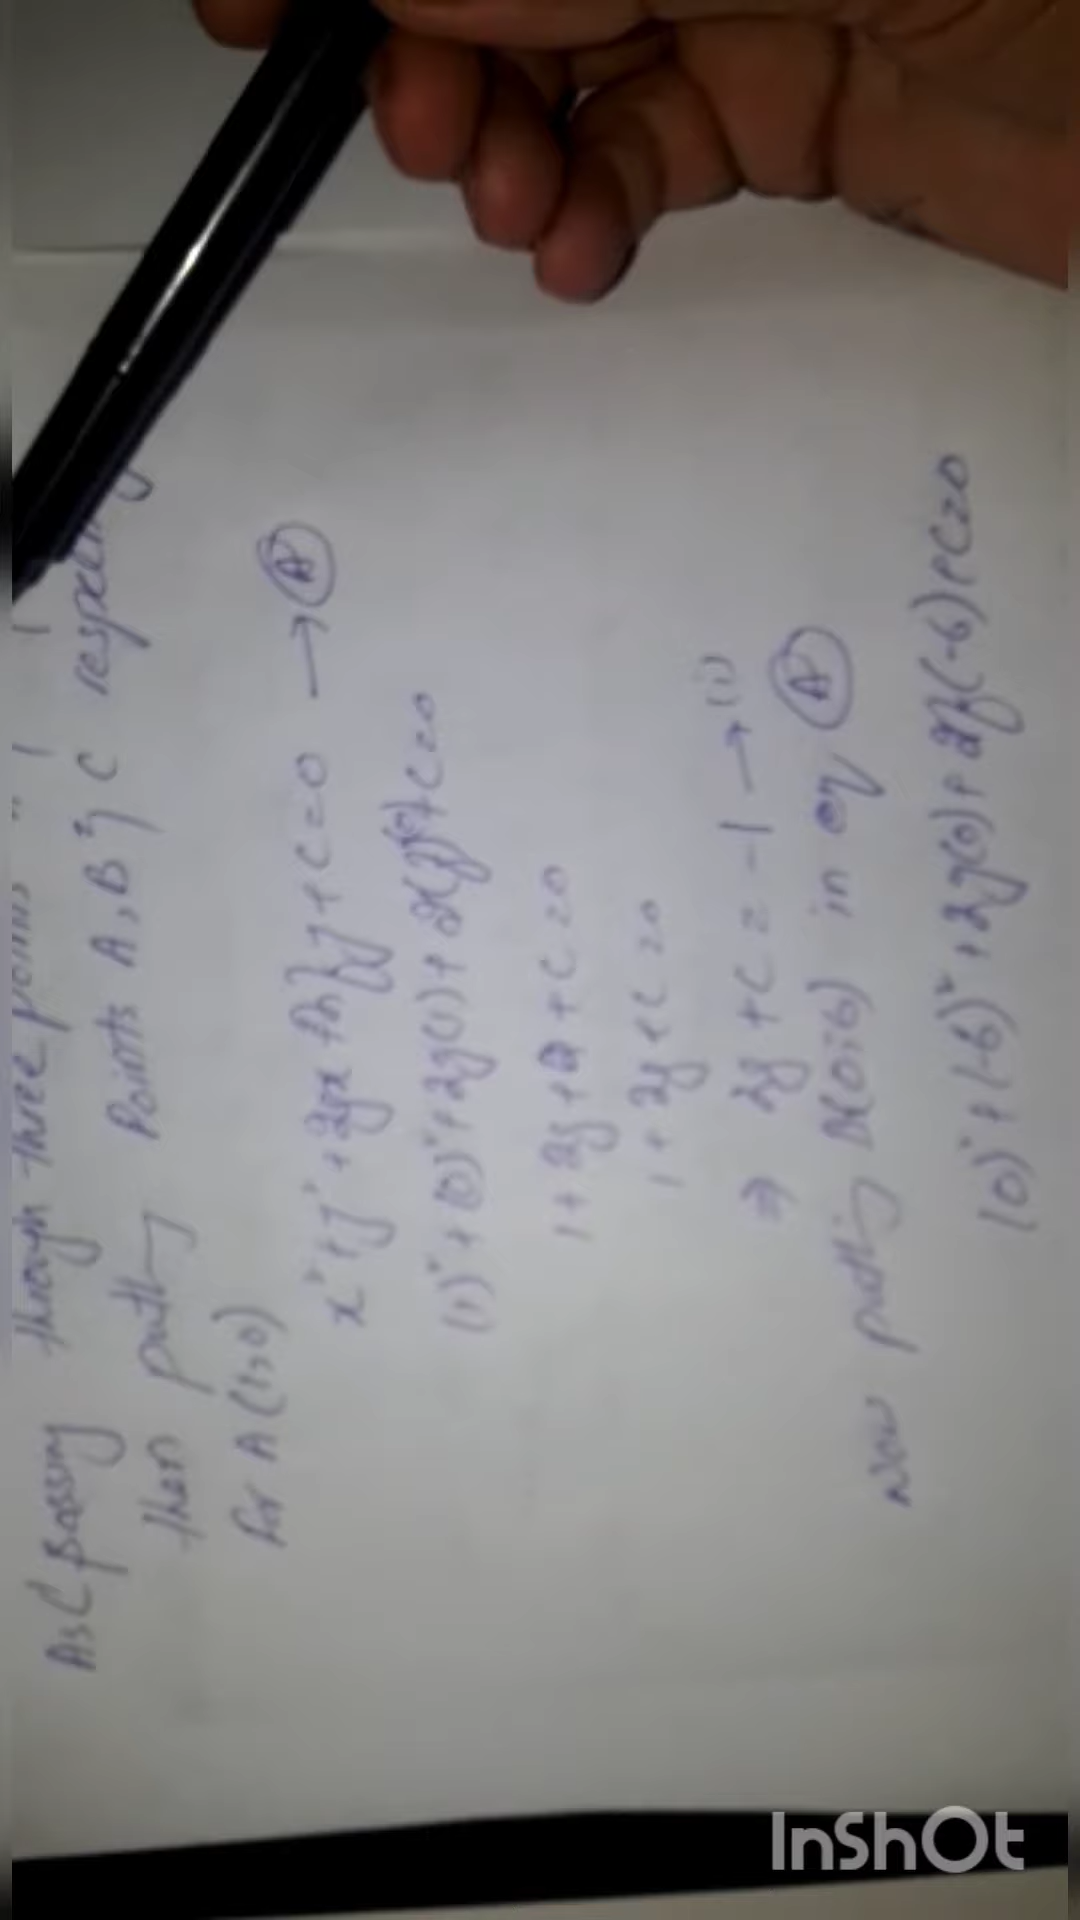 As C passing through three points
then putting Points A, B & C respectively
for A(1,0)
x² + y² + 2gx + 2fy + C = 0 → (A)
(1)² + (0)² + 2g(1) + 2f(0) + C = 0
1 + 2g + 0 + C = 0
1 + 2g + C = 0
⇒ 2g + C = -1 → (i)
Now putting B(0,-6) in eq (A)
(0)² + (-6)² + 2g(0) + 2f(-6) + C = 0
InShOt